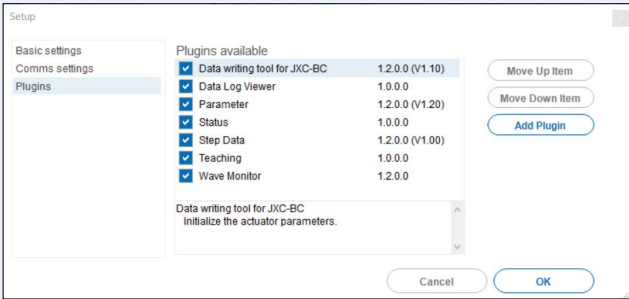 Setup
Basic settings
Comms settings
Plugins
Plugins available
Data writing tool for JXC-BC 1.2.0.0 (V1.10)
Data Log Viewer 1.0.0.0
Parameter 1.2.0.0 (V1.20)
Status 1.0.0.0
Step Data 1.2.0.0 (V1.00)
Teaching 1.0.0.0
Wave Monitor 1.2.0.0
Move Up Item
Move Down Item
Add Plugin
Data writing tool for JXC-BC
Initialize the actuator parameters.
Cancel
OK